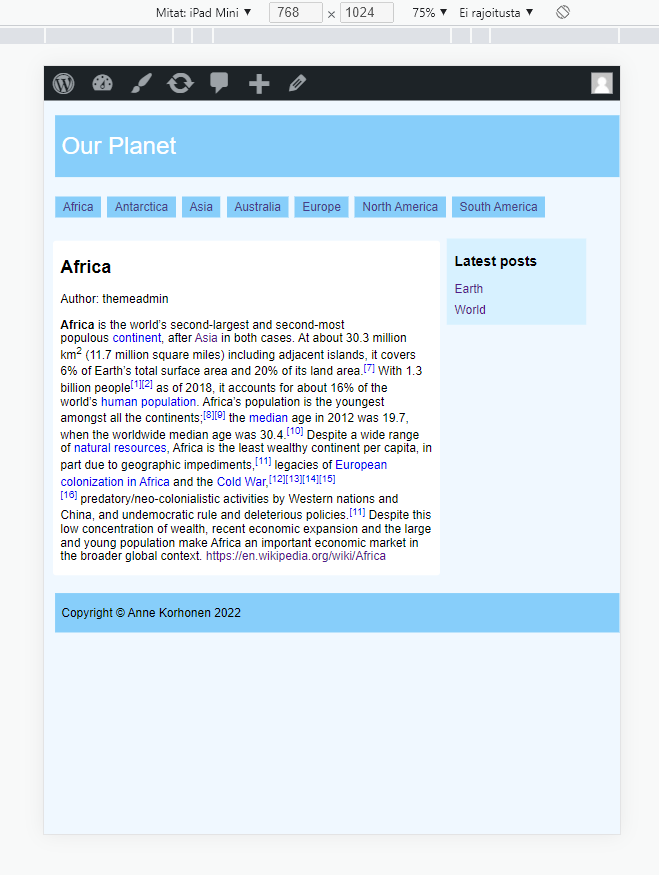 Mitat: iPad Mini ▼ 768 × 1024 75% ▼ Ei rajoitusta ▼
Our Planet
Africa Antarctica Asia Australia Europe North America South America
Africa
Author: themeadmin
Africa is the world's second-largest and second-most
populous continent, after Asia in both cases. At about 30.3 million
km2 (11.7 million square miles) including adjacent islands, it covers
6% of Earth's total surface area and 20% of its land area.[7] With 1.3
billion people[1][2] as of 2018, it accounts for about 16% of the
world's human population. Africa's population is the youngest
amongst all the continents;[8][9] the median age in 2012 was 19.7,
when the worldwide median age was 30.4.[10] Despite a wide range
of natural resources, Africa is the least wealthy continent per capita, in
part due to geographic impediments,[11] legacies of European
colonization in Africa and the Cold War,[12][13][14][15]
[16] predatory/neo-colonialistic activities by Western nations and
China, and undemocratic rule and deleterious policies.[11] Despite this
low concentration of wealth, recent economic expansion and the large
and young population make Africa an important economic market in
the broader global context. https://en.wikipedia.org/wiki/Africa
Latest posts
Earth
World
Copyright © Anne Korhonen 2022